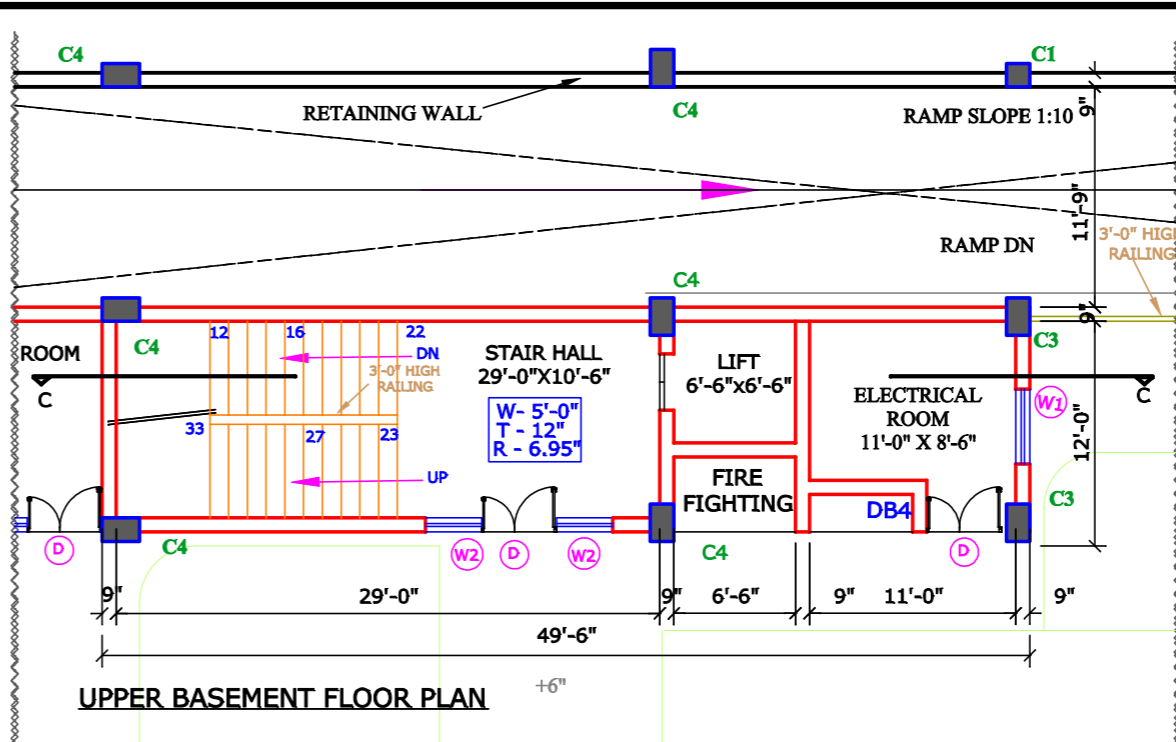 C4
C1
RETAINING WALL
C4
RAMP SLOPE 1:10
9"
11'-9"
RAMP DN
3'-0" HIGH
RAILING
C4
9"
12
16
22
C4
C3
ROOM
DN
STAIR HALL
29'-0"X10'-6"
3'-0" HIGH
RAILING
LIFT
6'-6"x6'-6"
ELECTRICAL
ROOM
11'-0" X 8'-6"
C
C
W1
W- 5'-0"
T - 12"
R - 6.95"
33
27
23
12'-0"
UP
FIRE
FIGHTING
DB4
C3
D
C4
W2
D
W2
C4
D
9"
29'-0"
9"
6'-6"
9"
11'-0"
9"
49'-6"
+6"
UPPER BASEMENT FLOOR PLAN